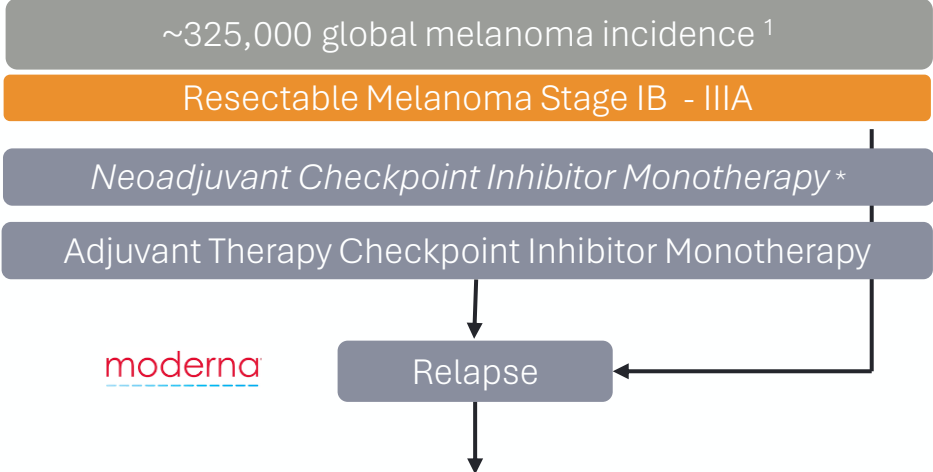 ~325,000 global melanoma incidence ¹
Resectable Melanoma Stage IB - IIIA
Neoadjuvant Checkpoint Inhibitor Monotherapy*
Adjuvant Therapy Checkpoint Inhibitor Monotherapy
moderna
Relapse